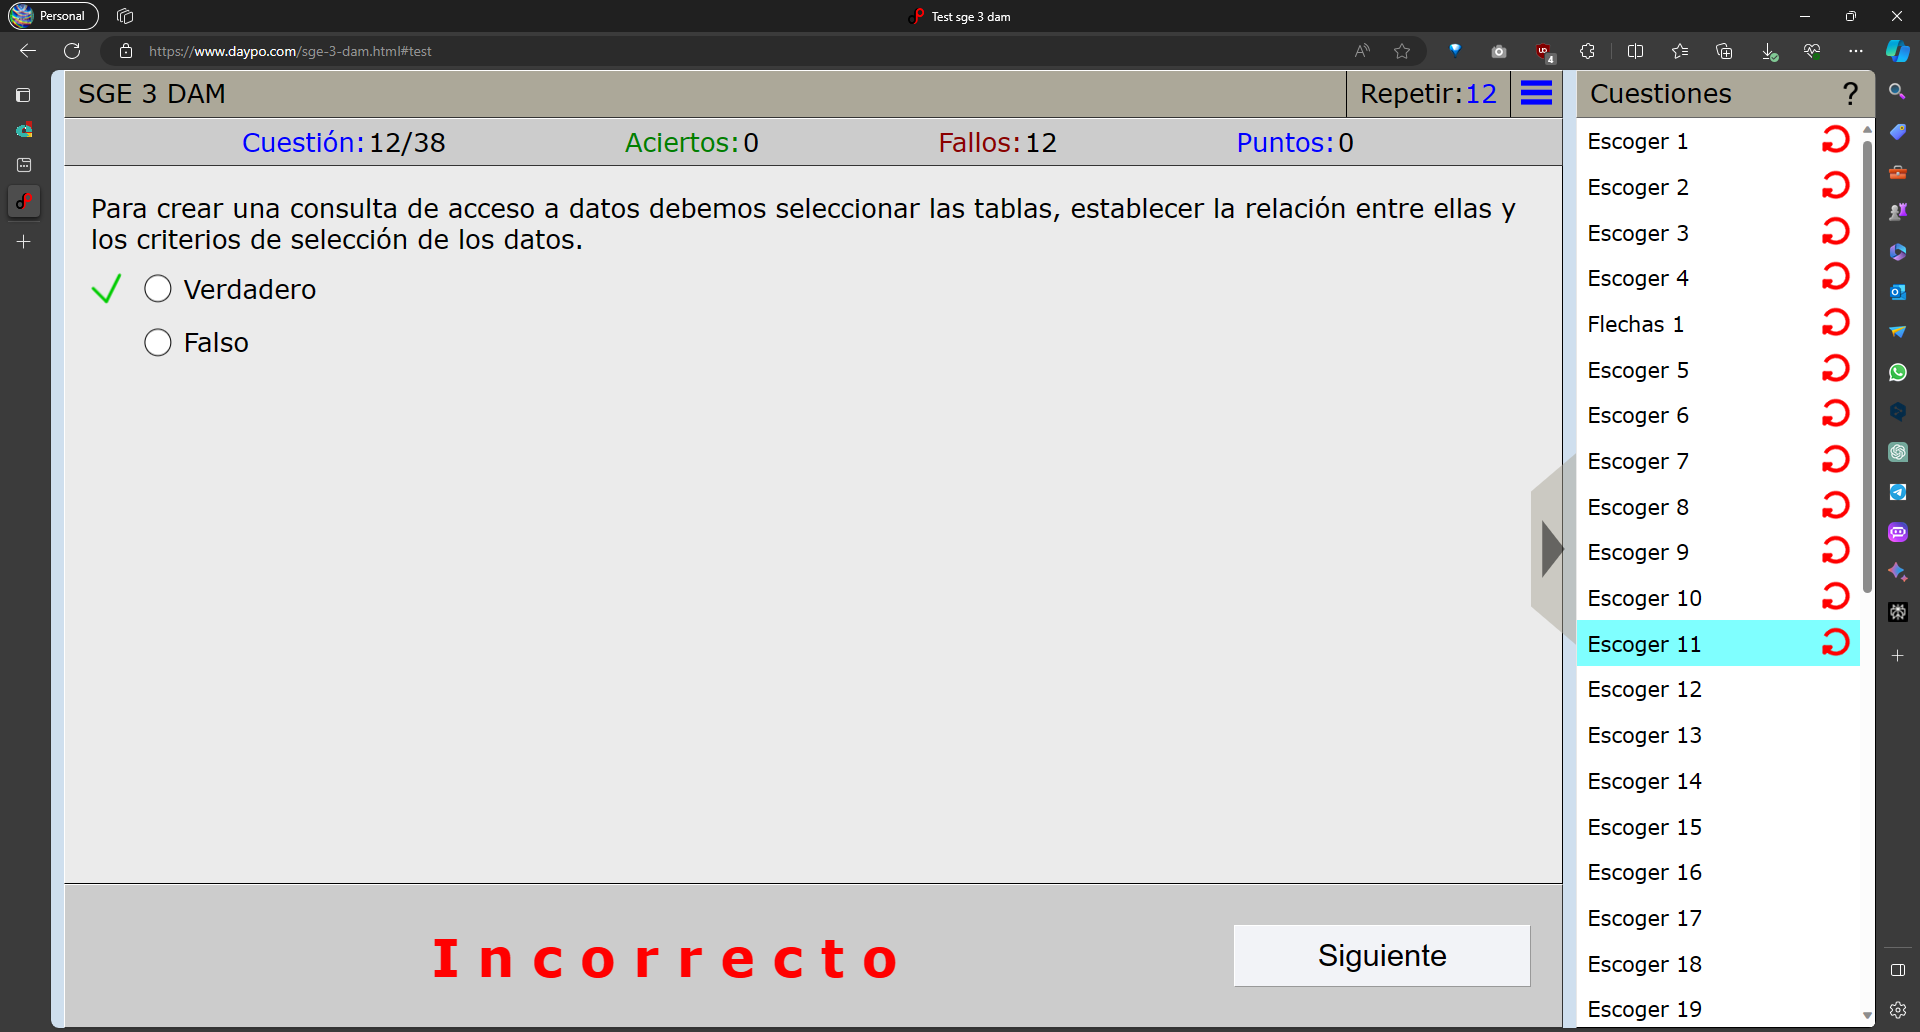 Personal
Test sge 3 dam
https://www.daypo.com/sge-3-dam.html#test
SGE 3 DAM
Repetir:12
Cuestión:12/38
Aciertos:0
Fallos:12
Puntos:0
Para crear una consulta de acceso a datos debemos seleccionar las tablas, establecer la relación entre ellas y
los criterios de selección de los datos.
Verdadero
Falso
Incorrecto
Siguiente
Cuestiones
?
Escoger 1
Escoger 2
Escoger 3
Escoger 4
Flechas 1
Escoger 5
Escoger 6
Escoger 7
Escoger 8
Escoger 9
Escoger 10
Escoger 11
Escoger 12
Escoger 13
Escoger 14
Escoger 15
Escoger 16
Escoger 17
Escoger 18
Escoger 19
4